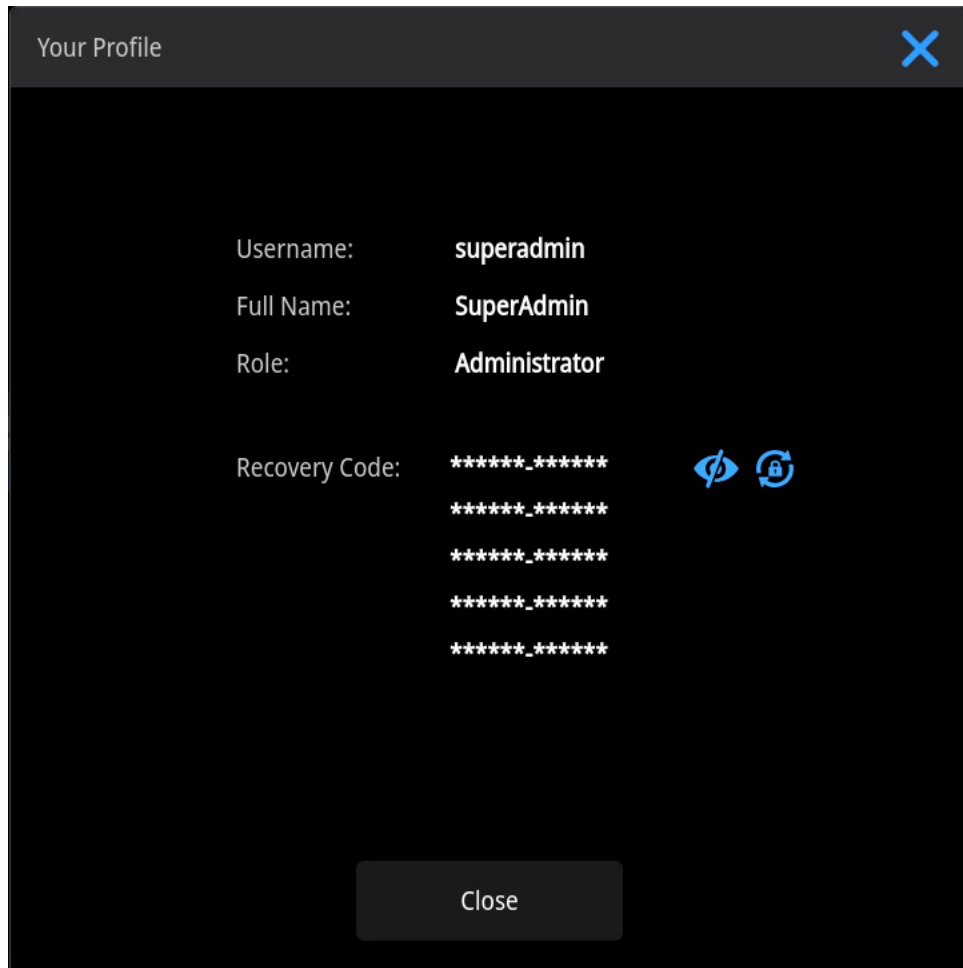 Your Profile
Username: superadmin
Full Name: SuperAdmin
Role: Administrator
Recovery Code: ******-******
******-******
******-******
******-******
******-******
Close